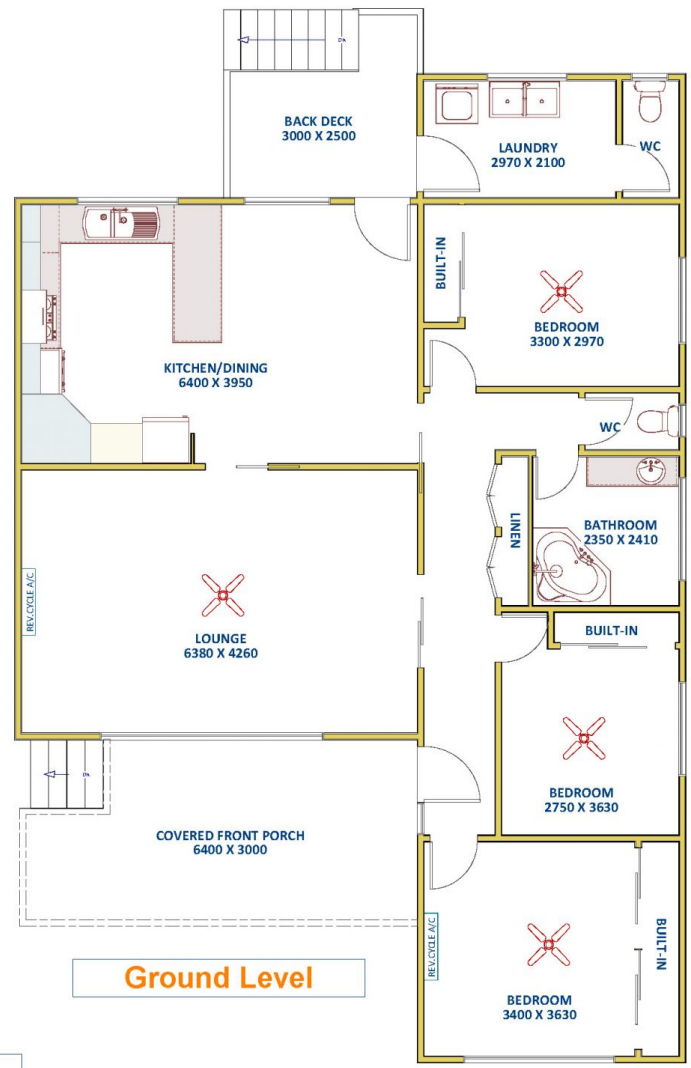 DN.
BACK DECK
3000 X 2500
LAUNDRY
2970 X 2100
WC
BUILT-IN
BEDROOM
3300 X 2970
KITCHEN/DINING
6400 X 3950
WC
LINEN
BATHROOM
2350 X 2410
REV.CYCLE A/C
LOUNGE
6380 X 4260
BUILT-IN
DN.
BEDROOM
2750 X 3630
COVERED FRONT PORCH
6400 X 3000
REV.CYCLE A/C
BUILT-IN
Ground Level
BEDROOM
3400 X 3630